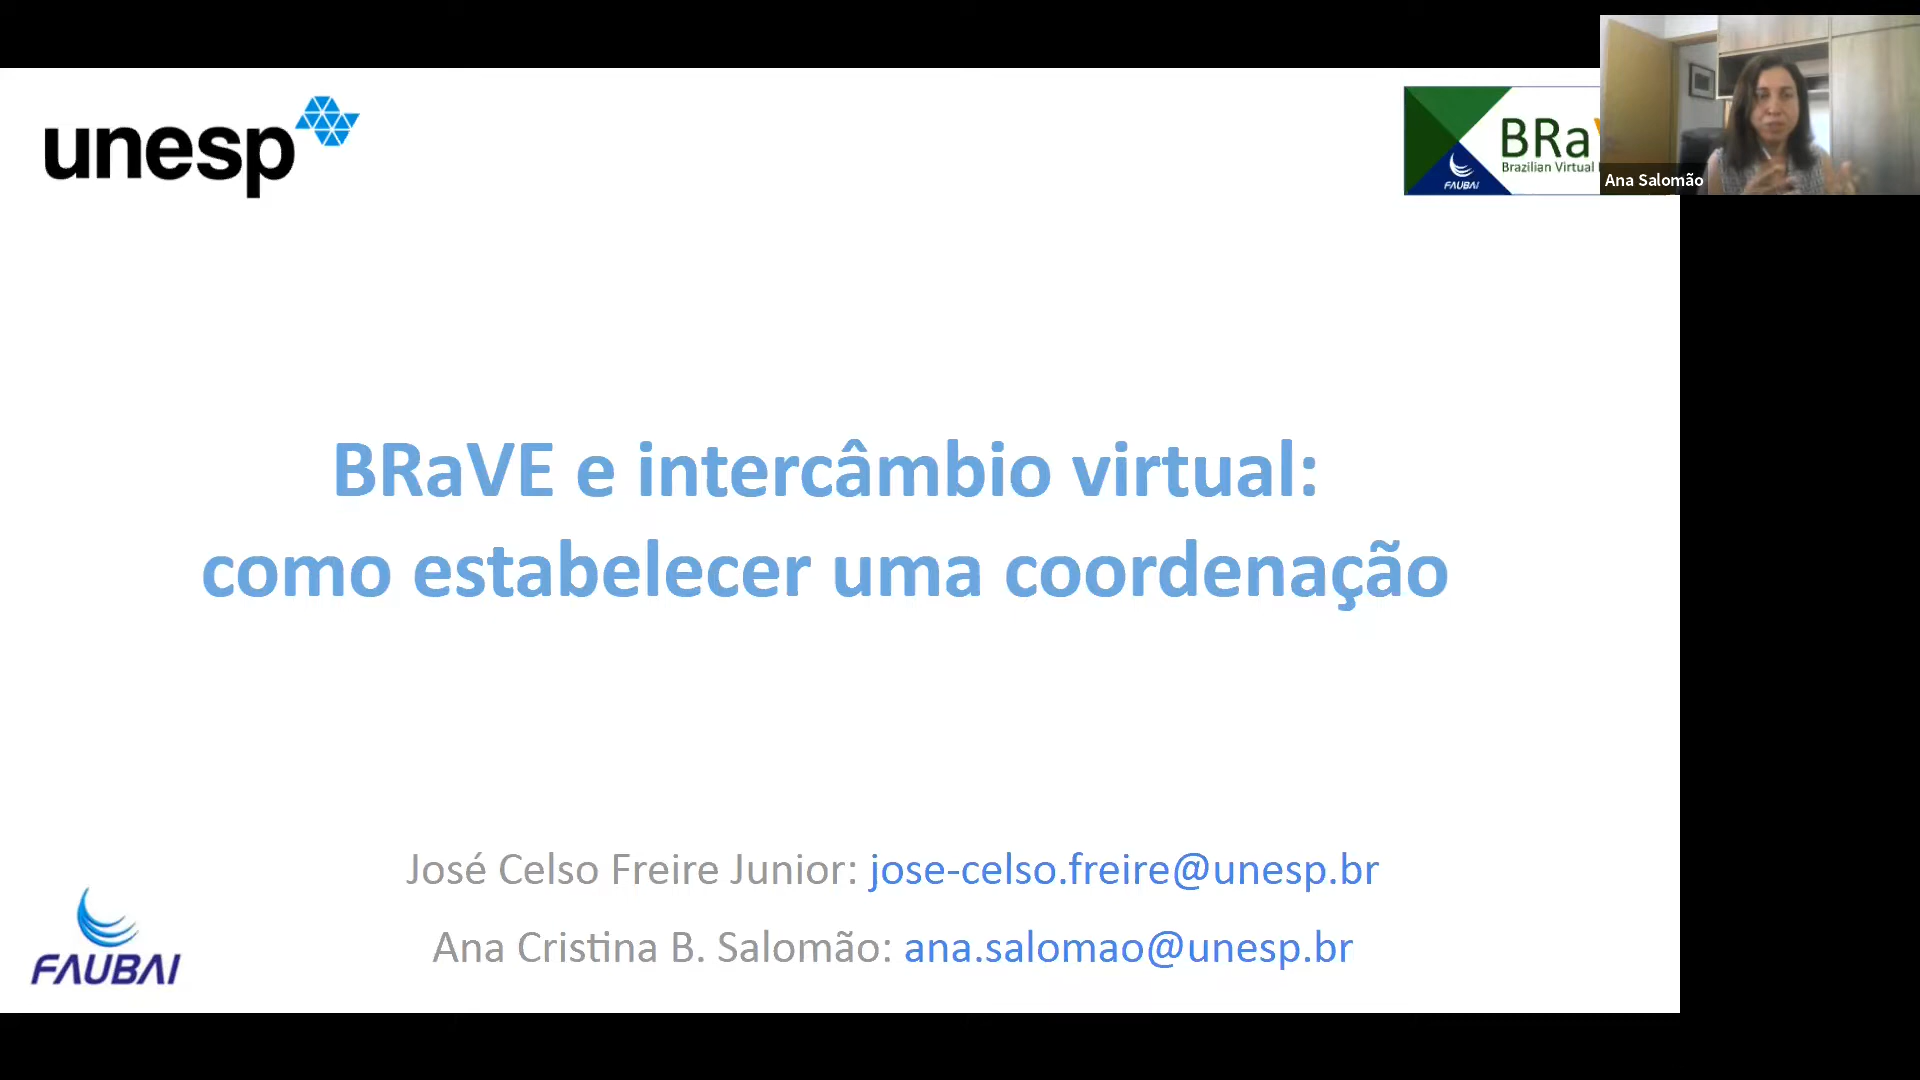 unesp
BRa
Brazilian Virtual
FAUBAI
Ana Salomão
BRaVE e intercâmbio virtual:
como estabelecer uma coordenação
José Celso Freire Junior: jose-celso.freire@unesp.br
Ana Cristina B. Salomão: ana.salomao@unesp.br
FAUBAI